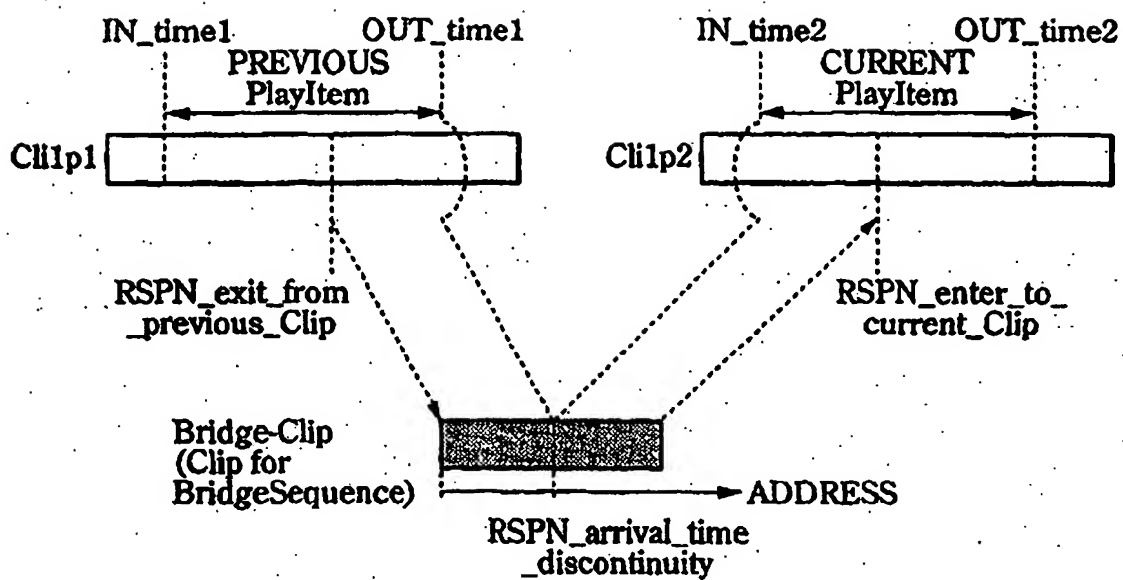 IN_time1 OUT_time1 IN_time2 OUT_time2
PREVIOUS
PlayItem
CURRENT
PlayItem
Cli1p1
Cli1p2
RSPN_exit_from
_previous_Clip
RSPN_enter_to_
current_Clip
Bridge-Clip
(Clip for
BridgeSequence)
ADDRESS
RSPN_arrival_time
_discontinuity